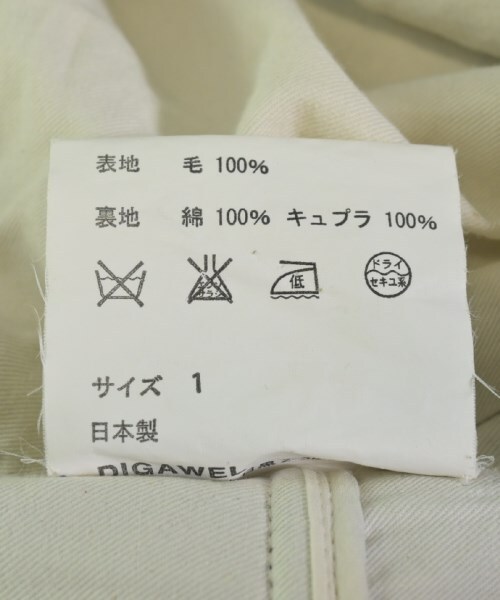 表地 毛 100%
裏地 綿 100% キュプラ 100%
低
ドライ
セキユ系
サイズ 1
日本製
DIGAWEL